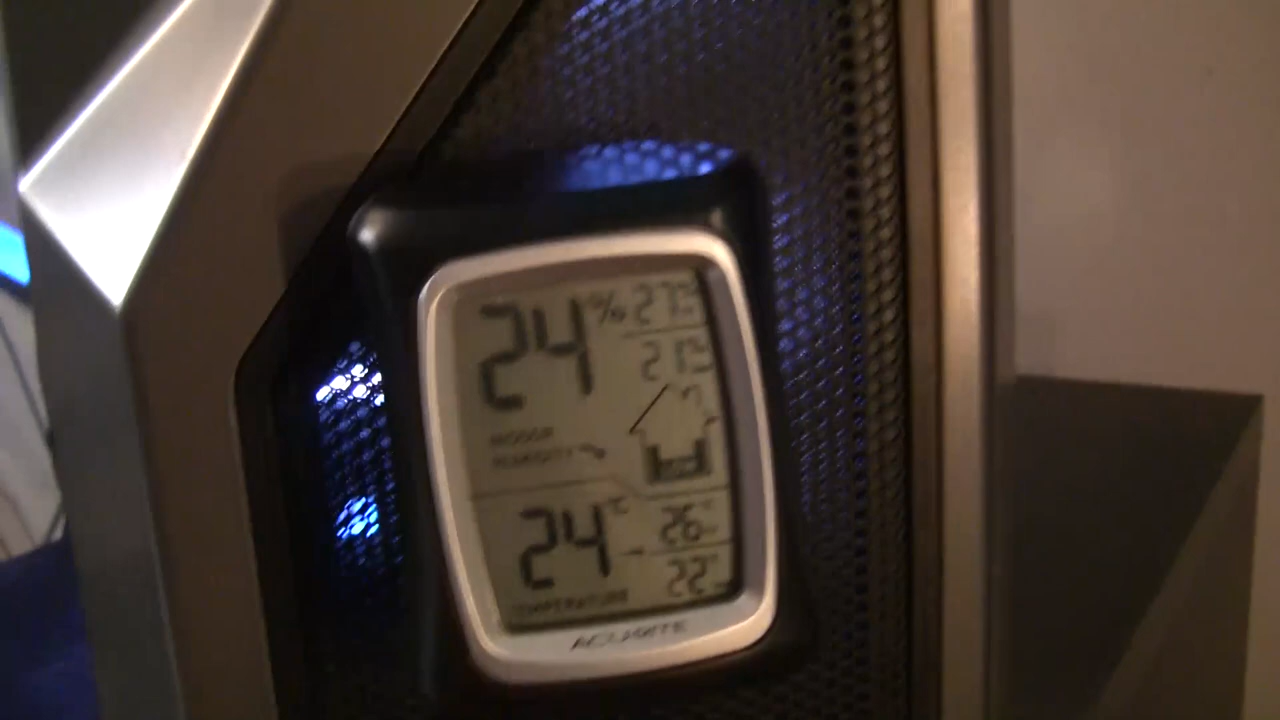 24% 27%
21%
INDOOR
HUMIDITY
24°C 26°
22°
TEMPERATURE
ACURITE